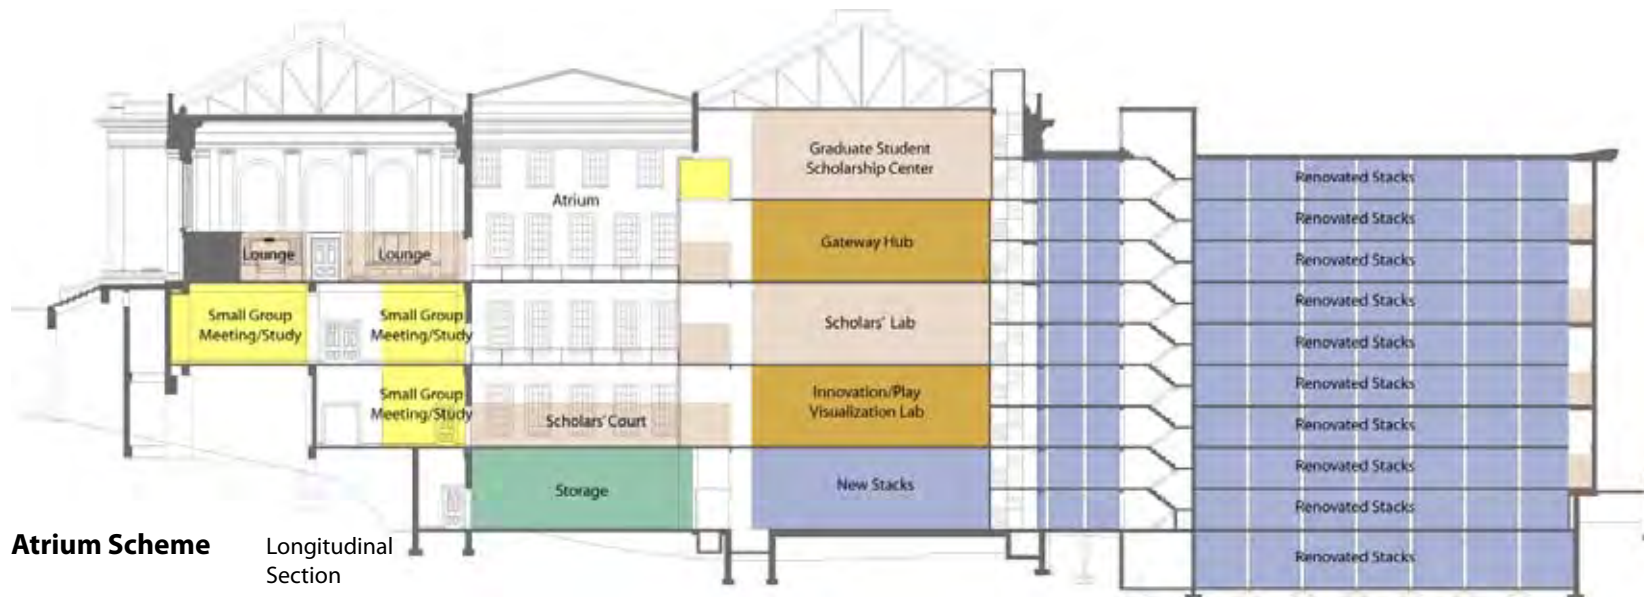 Graduate Student
Scholarship Center
Atrium
Gateway Hub
Lounge
Lounge
Small Group
Meeting/Study
Small Group
Meeting/Study
Scholars' Lab
Small Group
Meeting/Study
Scholars' Court
Innovation/Play
Visualization Lab
Storage
New Stacks
Renovated Stacks
Renovated Stacks
Renovated Stacks
Renovated Stacks
Renovated Stacks
Renovated Stacks
Renovated Stacks
Renovated Stacks
Renovated Stacks
Renovated Stacks
Atrium Scheme
Longitudinal
Section